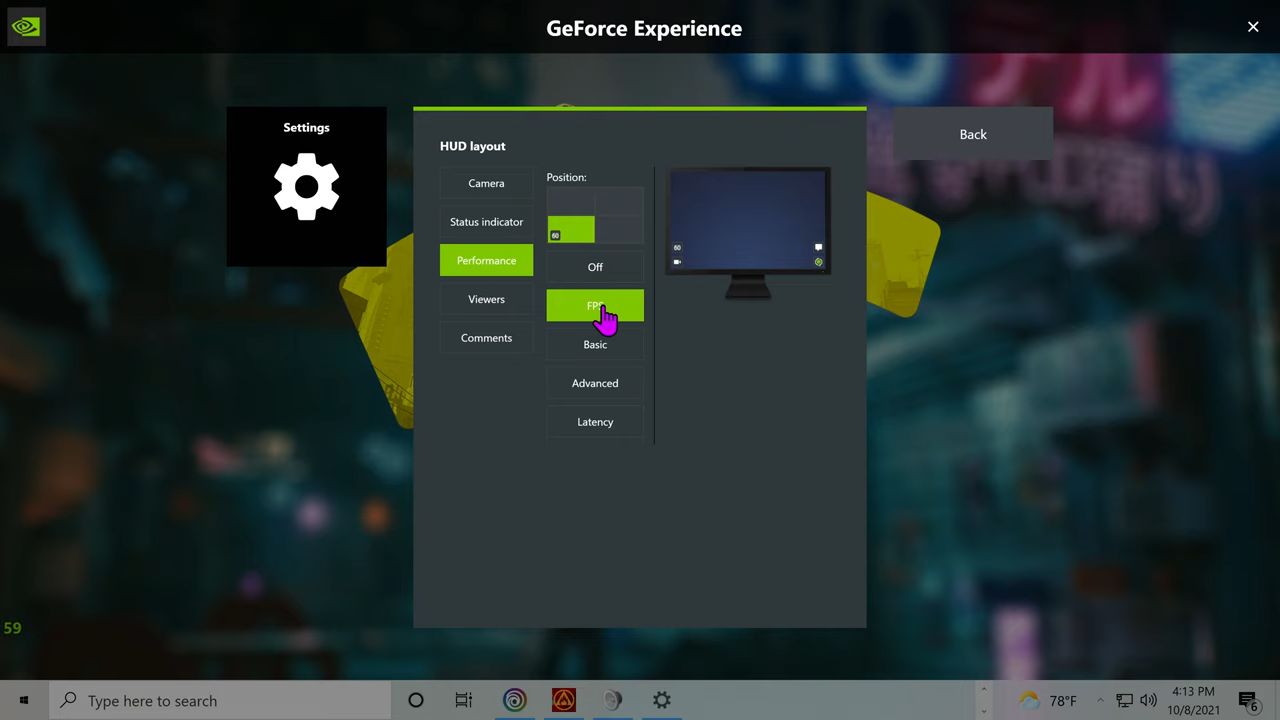 GeForce Experience
Settings
Back
HUD layout
Camera
Status indicator
Performance
Viewers
Comments
Position:
60
Off
FPS
Basic
Advanced
Latency
60
59
Type here to search
78°F
4:13 PM
10/8/2021
6